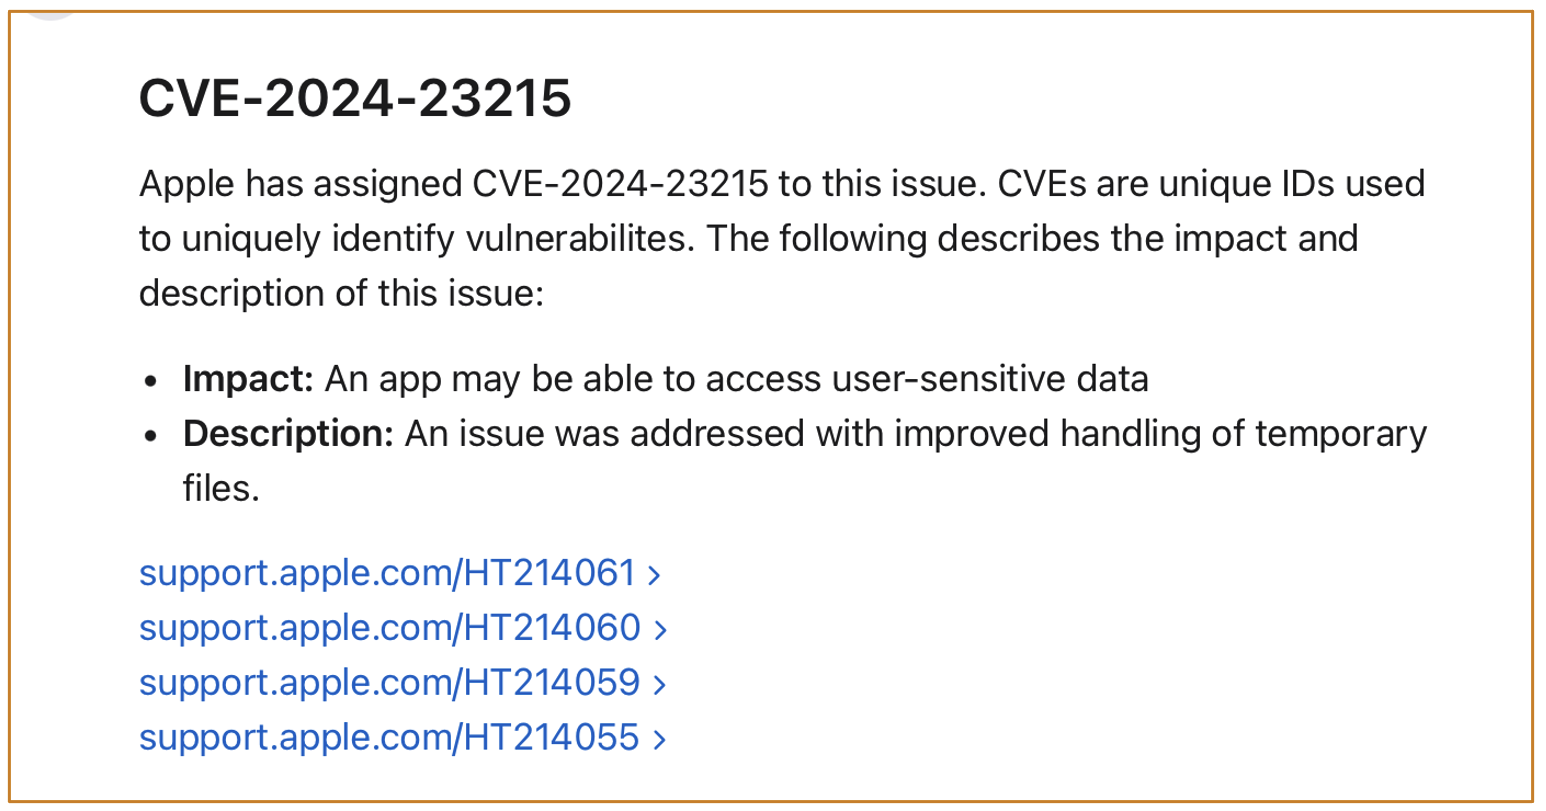 CVE-2024-23215
Apple has assigned CVE-2024-23215 to this issue. CVEs are unique IDs used
to uniquely identify vulnerabilites. The following describes the impact and
description of this issue:
• Impact: An app may be able to access user-sensitive data
• Description: An issue was addressed with improved handling of temporary
files.
support.apple.com/HT214061 >
support.apple.com/HT214060 >
support.apple.com/HT214059 >
support.apple.com/HT214055 >